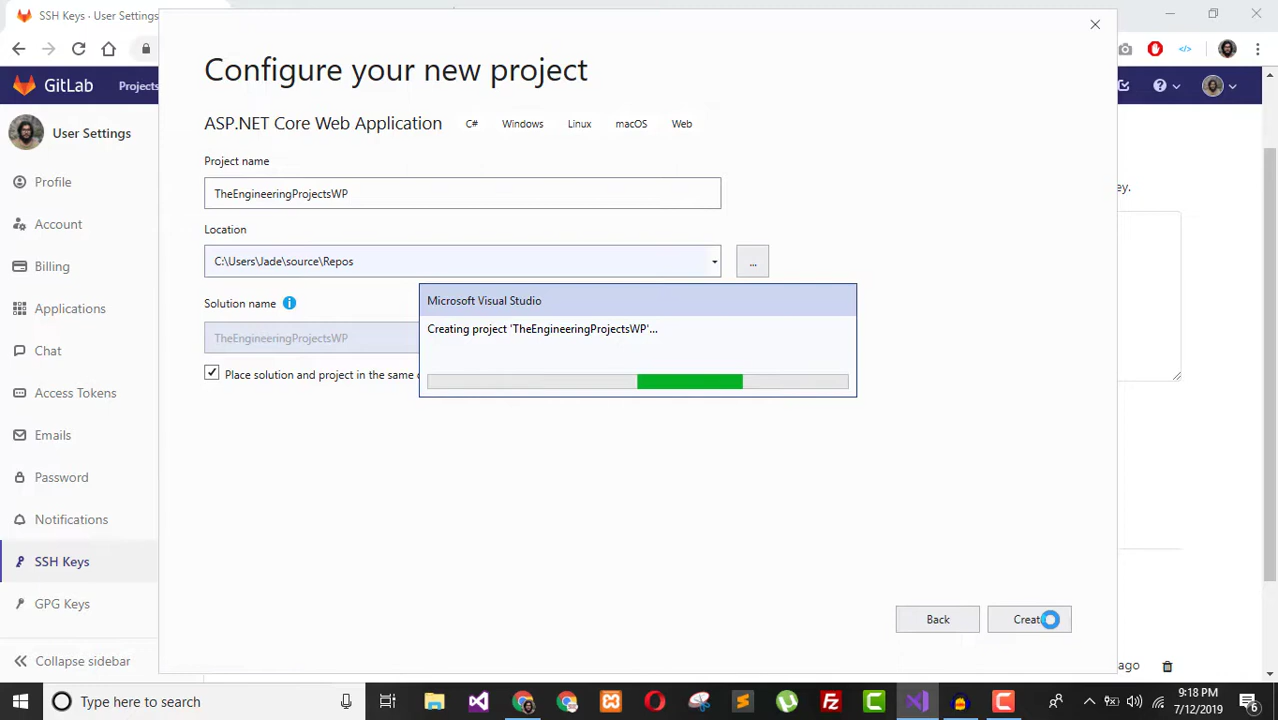 SSH Keys · User Settings
GitLab
Projects
User Settings
Profile
Account
Billing
Applications
Chat
Access Tokens
Emails
Password
Notifications
SSH Keys
GPG Keys
Collapse sidebar
Configure your new project
ASP.NET Core Web Application C# Windows Linux macOS Web
Project name
TheEngineeringProjectsWP
Location
C:\Users\Jade\source\Repos
...
Solution name
TheEngineeringProjectsWP
Place solution and project in the same
Microsoft Visual Studio
Creating project 'TheEngineeringProjectsWP'...
Back
Creat
ey.
ago
Type here to search
9:18 PM
7/12/2019
6